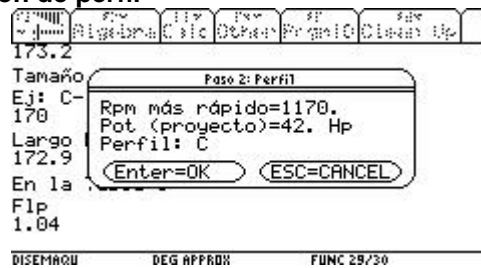 ón de perfil
Algebra Calc Other PrgmIO Clean Up
173.2
Tamaño
Paso 2: Perfil
Ej: C-
Rpm más rápido=1170.
170
Pot (proyecto)=42. Hp
Largo
Perfil: C
172.9
Enter=OK ESC=CANCEL
En la
Flp
1.04
DISEMAQU DEG APPROX FUNC 29/30